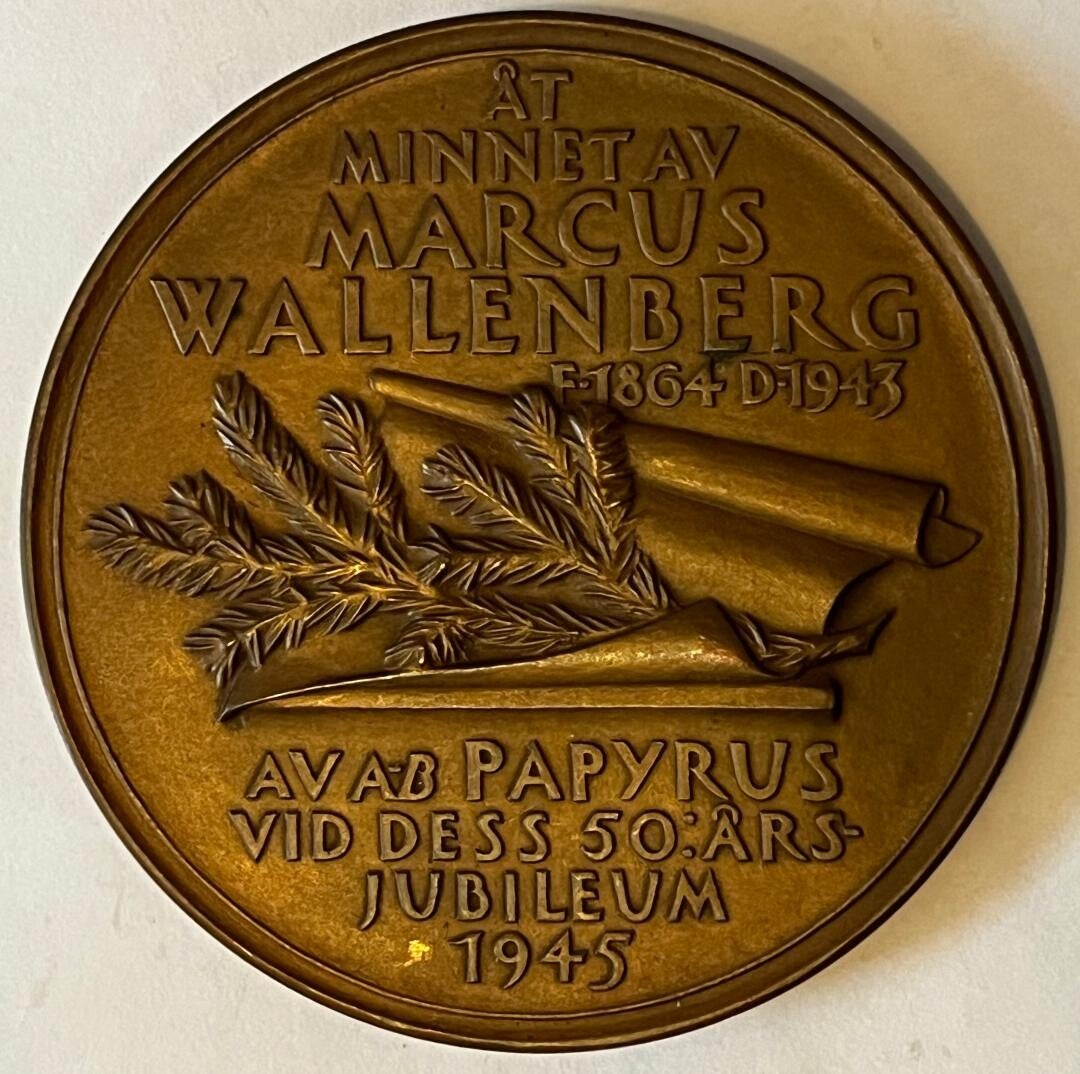 ÅT
MINNET AV
MARCUS
WALLENBERG
F-1864 D-1943
AV A-B PAPYRUS
VID DESS 50:ÅRS-
JUBILEUM
1945